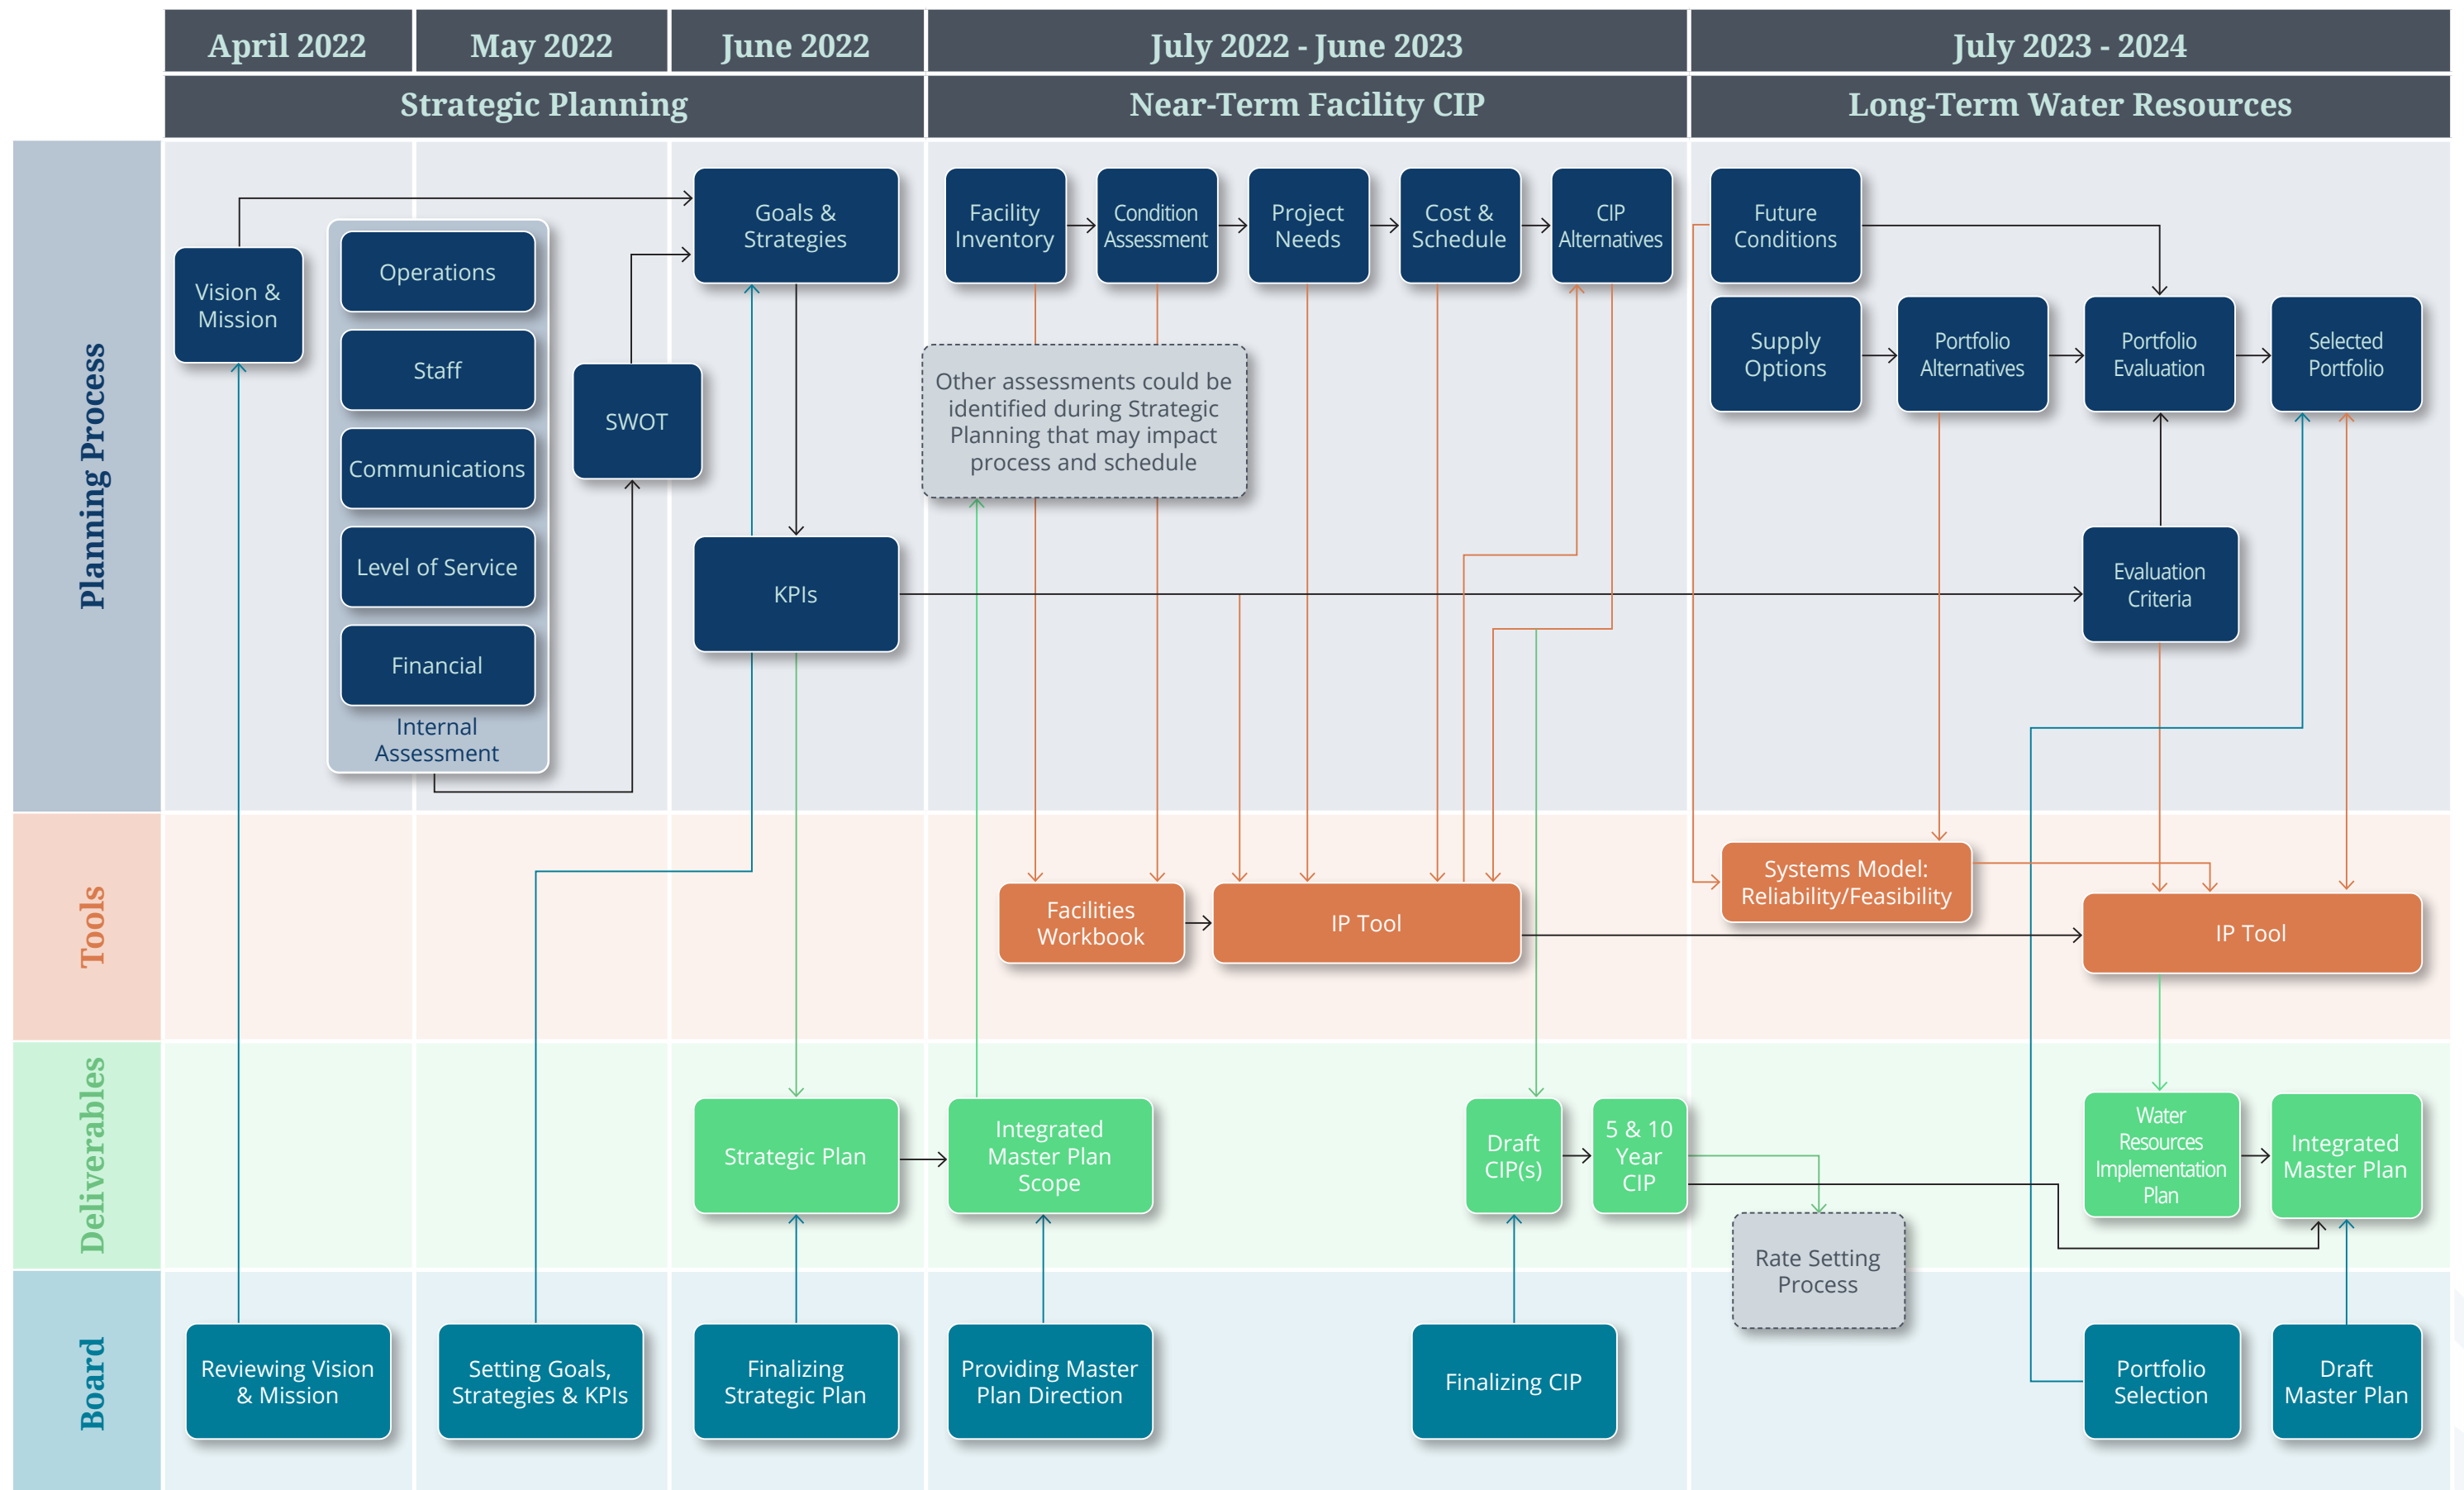 April 2022
May 2022
June 2022
July 2022 - June 2023
July 2023 - 2024
Strategic Planning
Near-Term Facility CIP
Long-Term Water Resources
Planning Process
Vision &
Mission
Operations
Staff
Communications
Level of Service
Financial
Internal
Assessment
SWOT
Goals &
Strategies
KPIs
Facility
Inventory
Condition
Assessment
Project
Needs
Cost &
Schedule
CIP
Alternatives
Other assessments could be
identified during Strategic
Planning that may impact
process and schedule
Future
Conditions
Supply
Options
Portfolio
Alternatives
Portfolio
Evaluation
Selected
Portfolio
Evaluation
Criteria
Tools
Facilities
Workbook
IP Tool
Systems Model:
Reliability/Feasibility
IP Tool
Deliverables
Strategic Plan
Integrated
Master Plan
Scope
Draft
CIP(s)
5 & 10
Year
CIP
Rate Setting
Process
Water
Resources
Implementation
Plan
Integrated
Master Plan
Board
Reviewing Vision
& Mission
Setting Goals,
Strategies & KPIs
Finalizing
Strategic Plan
Providing Master
Plan Direction
Finalizing CIP
Portfolio
Selection
Draft
Master Plan